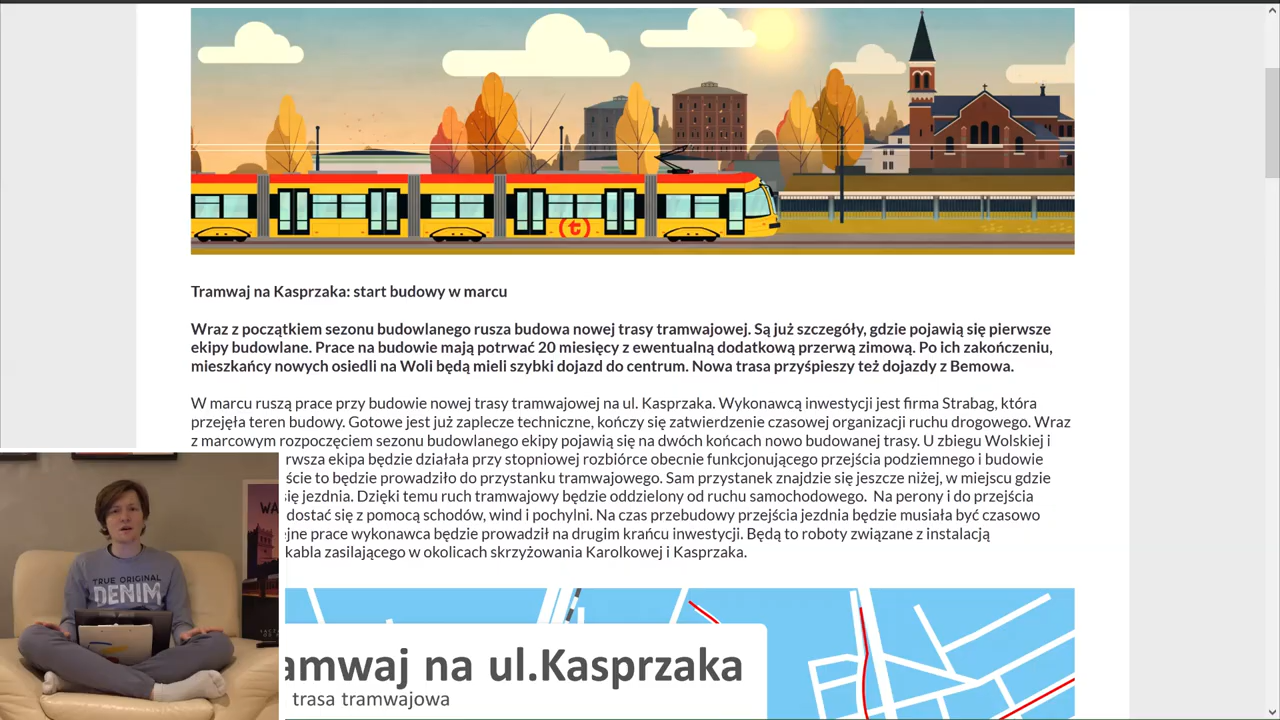 Tramwaj na Kasprzaka: start budowy w marcu
Wraz z początkiem sezonu budowlanego rusza budowa nowej trasy tramwajowej. Są już szczegóły, gdzie pojawią się pierwsze
ekipy budowlane. Prace na budowie mają potrwać 20 miesięcy z ewentualną dodatkową przerwą zimową. Po ich zakończeniu,
mieszkańcy nowych osiedli na Woli będą mieli szybki dojazd do centrum. Nowa trasa przyśpieszy też dojazdy z Bemowa.
W marcu ruszą prace przy budowie nowej trasy tramwajowej na ul. Kasprzaka. Wykonawcą inwestycji jest firma Strabag, która
przejęła teren budowy. Gotowe jest już zaplecze techniczne, kończy się zatwierdzenie czasowej organizacji ruchu drogowego. Wraz
z marcowym rozpoczęciem sezonu budowlanego ekipy pojawią się na dwóch końcach nowo budowanej trasy. U zbiegu Wolskiej i
rwsza ekipa będzie działała przy stopniowej rozbiórce obecnie funkcjonującego przejścia podziemnego i budowie
ście to będzie prowadziło do przystanku tramwajowego. Sam przystanek znajdzie się jeszcze niżej, w miejscu gdzie
się jezdnia. Dzięki temu ruch tramwajowy będzie oddzielony od ruchu samochodowego. Na perony i do przejścia
dostać się z pomocą schodów, wind i pochylni. Na czas przebudowy przejścia jezdnia będzie musiała być czasowo
jne prace wykonawca będzie prowadził na drugim krańcu inwestycji. Będą to roboty związane z instalacją
kabla zasilającego w okolicach skrzyżowania Karolkowej i Kasprzaka.
TRUE ORIGINAL
DENIM
WA
amwaj na ul.Kasprzaka
trasa tramwajowa